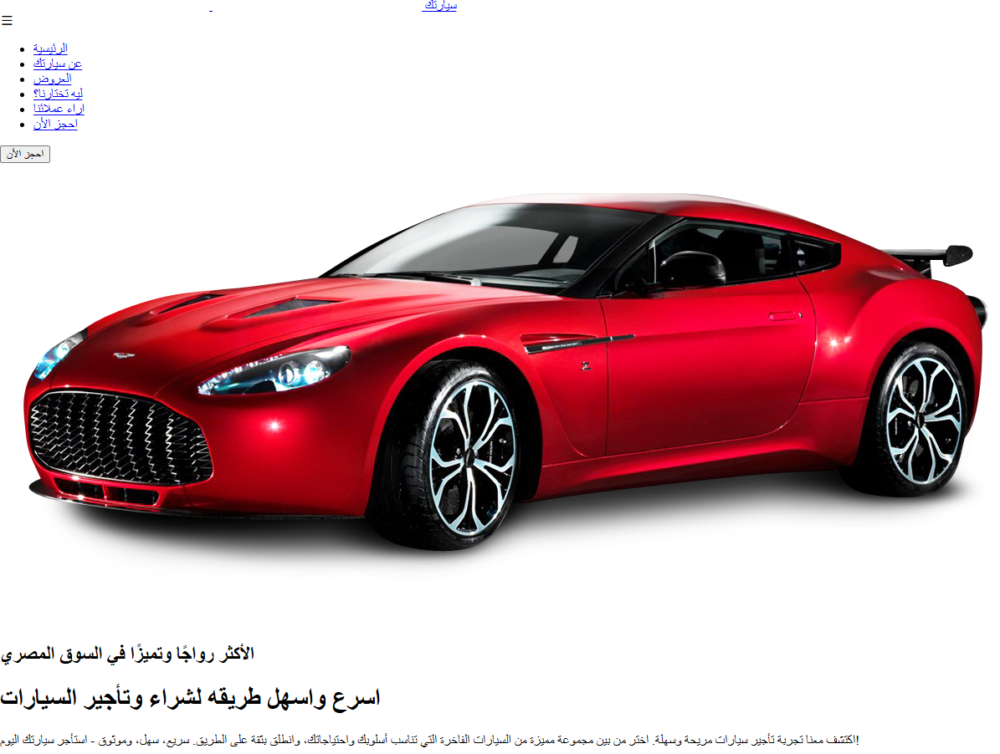 سيارتك
☰
الرئيسية
عن سيارتك
العروض
ليه تختارنا؟
اراء عملائنا
احجز الأن
احجز الأن
الأكثر رواجًا وتميزًا في السوق المصري
اسرع واسهل طريقه لشراء وتأجير السيارات
اكتشف معنا تجربة تأجير سيارات مريحة وسهلة. اختر من بين مجموعة مميزة من السيارات الفاخرة التي تناسب أسلوبك واحتياجاتك، وانطلق بثقة على الطريق. سريع، سهل، وموثوق - استأجر سيارتك اليوم!